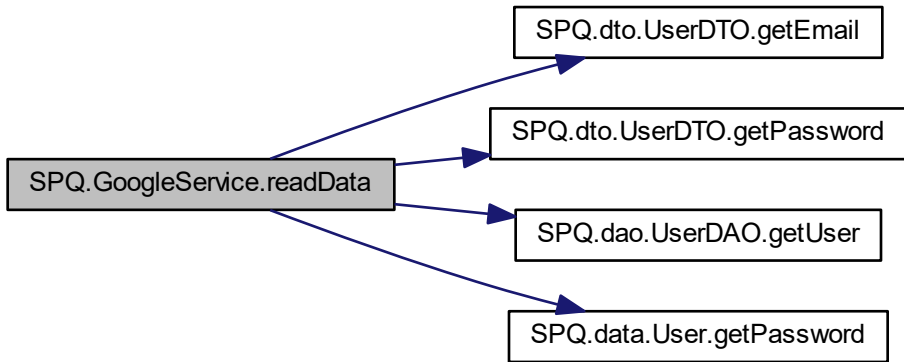 SPQ.dto.UserDTO.getEmail
SPQ.dto.UserDTO.getPassword
SPQ.GoogleService.readData
SPQ.dao.UserDAO.getUser
SPQ.data.User.getPassword